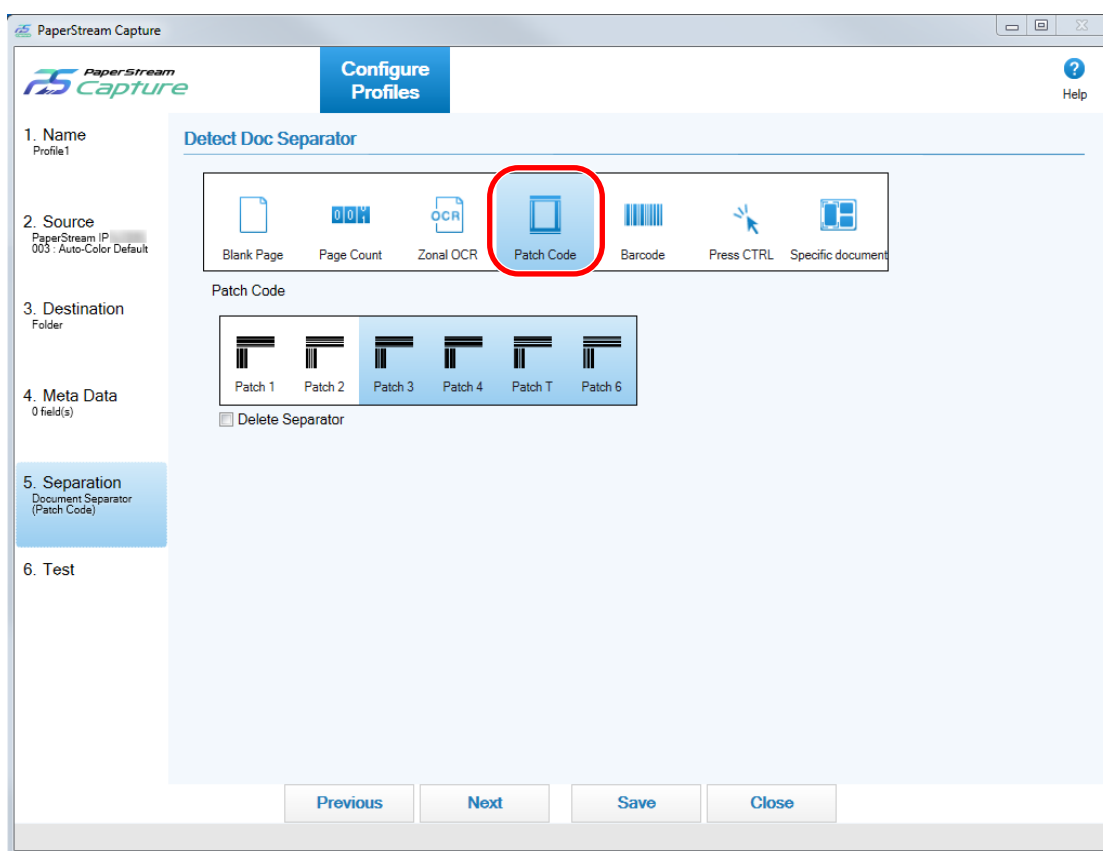 PaperStream Capture
PaperStream
Capture
Configure
Profiles
Help
1. Name
Profile1
2. Source
PaperStream IP
003 : Auto-Color Default
3. Destination
Folder
4. Meta Data
0 field(s)
5. Separation
Document Separator
(Patch Code)
6. Test
Detect Doc Separator
OCR
Blank Page Page Count Zonal OCR Patch Code Barcode Press CTRL Specific document
Patch Code
Patch 1 Patch 2 Patch 3 Patch 4 Patch T Patch 6
Delete Separator
Previous Next Save Close